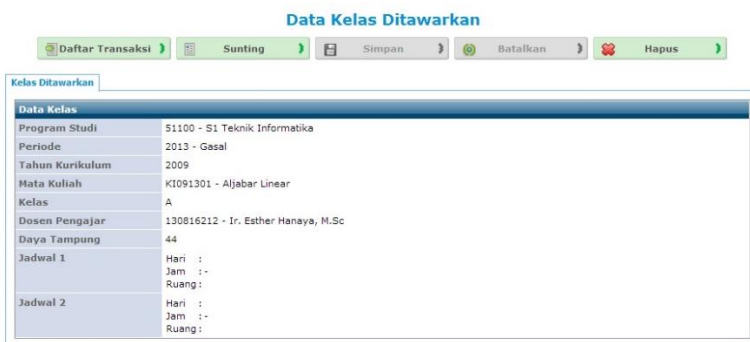 Data Kelas Ditawarkan
Daftar Transaksi Sunting Simpan Batalkan Hapus
Kelas Ditawarkan
Data Kelas
Program Studi 51100 - S1 Teknik Informatika
Periode 2013 - Gasal
Tahun Kurikulum 2009
Mata Kuliah KI091301 - Aljabar Linear
Kelas A
Dosen Pengajar 130816212 - Ir. Esther Hanaya, M.Sc
Daya Tampung 44
Jadwal 1 Hari :
Jam : -
Ruang :
Jadwal 2 Hari :
Jam : -
Ruang :